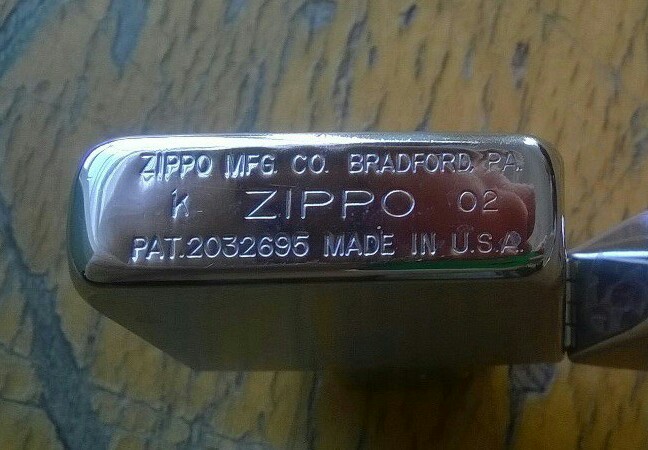 ZIPPO MFG. CO. BRADFORD, PA.
K ZIPPO 02
PAT.2032695 MADE IN U.S.A.